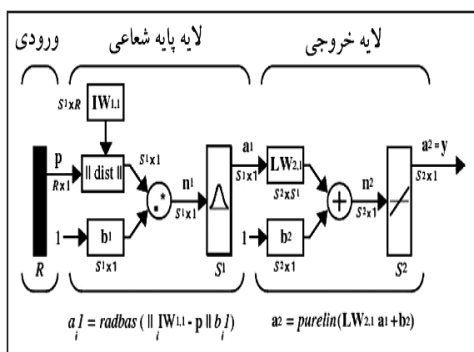 ورودی
لایه پایه شعاعی
لایه خروجی
S¹xR
IW1,1
p
Rx1
|| dist ||
S¹x1
.*
n¹
S¹x1
a¹
S¹x1
1
b¹
S¹x1
LW2,1
S²xS¹
+
n²
S²x1
a² = y
S²x1
1
b²
S²x1
R
S¹
S²
a i 1 = radbas ( || i IW1,1 - p || b i 1)
a² = purelin(LW2,1 a1+b2)